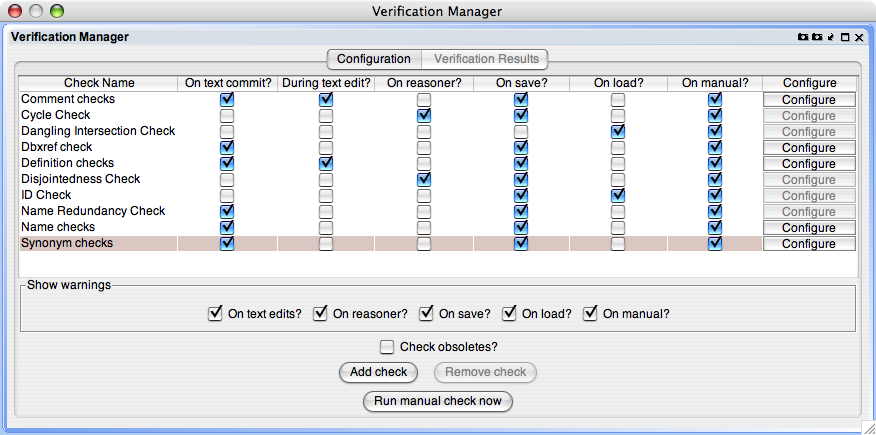 Verification Manager
Verification Manager
Configuration Verification Results
Check Name On text commit? During text edit? On reasoner? On save? On load? On manual? Configure
Comment checks Configure
Cycle Check Configure
Dangling Intersection Check Configure
Dbxref check Configure
Definition checks Configure
Disjointedness Check Configure
ID Check Configure
Name Redundancy Check Configure
Name checks Configure
Synonym checks Configure
Show warnings
On text edits? On reasoner? On save? On load? On manual?
Check obsoletes?
Add check Remove check
Run manual check now